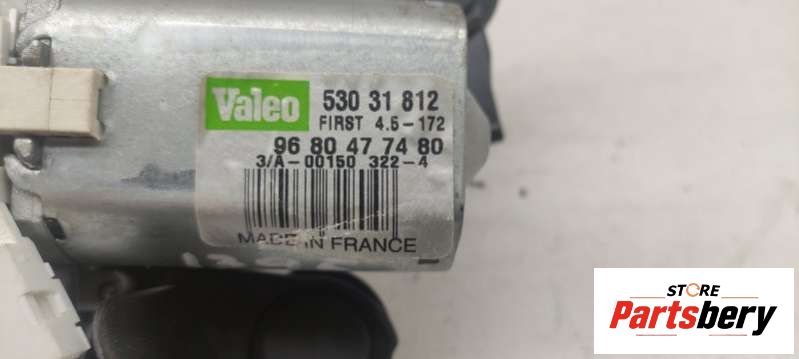 Valeo
530 31 812
FIRST 4.5-172
96 80 47 74 80
3/A-00150 322-4
MADE IN FRANCE
STORE
Partsbery